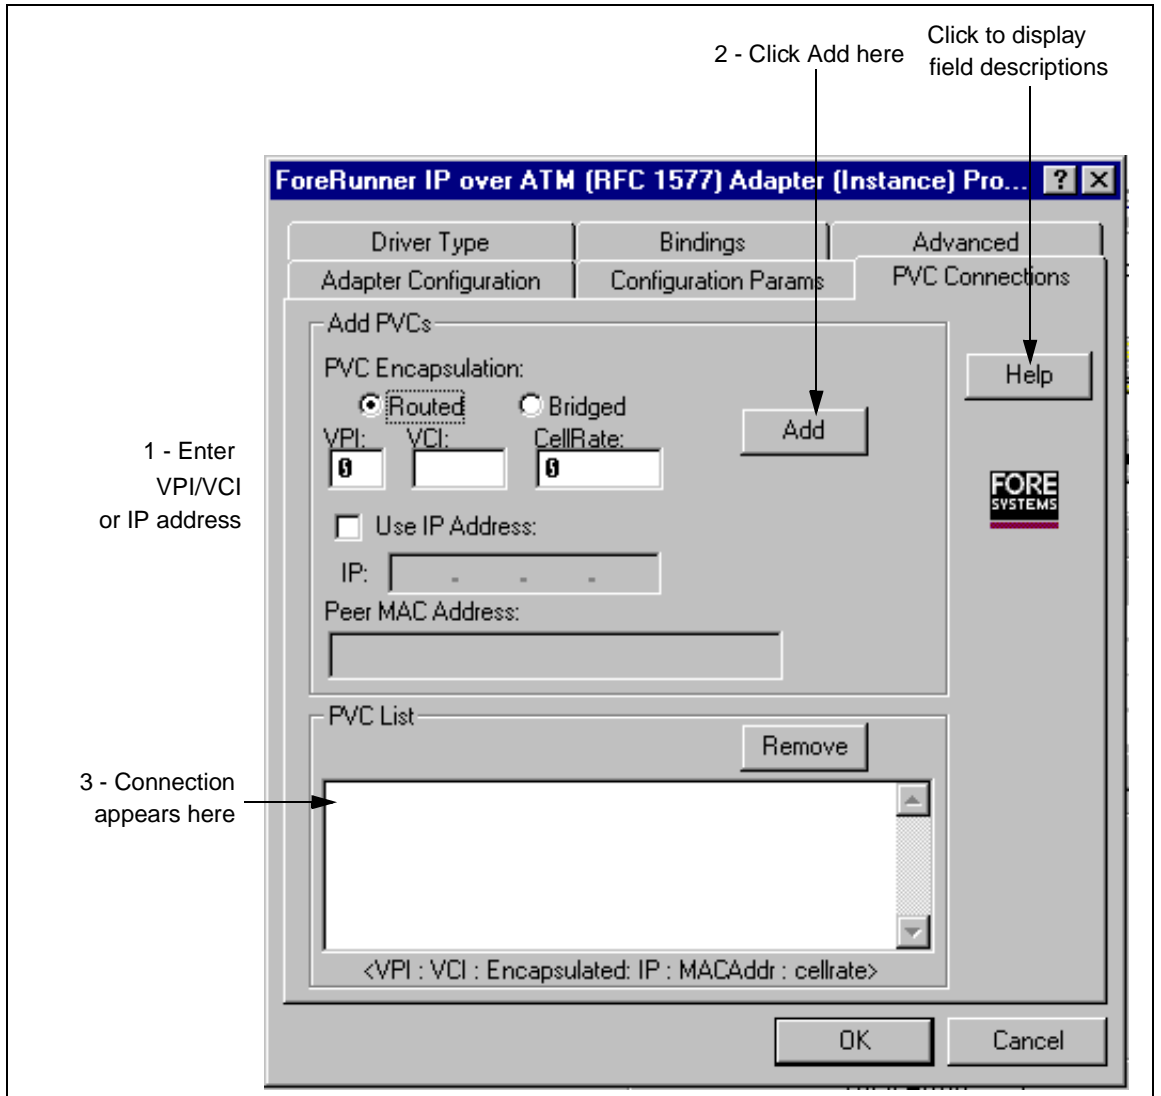 2 - Click Add here
Click to display
field descriptions
ForeRunner IP over ATM (RFC 1577) Adapter (Instance) Pro... ? ×
Driver Type
Bindings
Advanced
Adapter Configuration
Configuration Params
PVC Connections
Add PVCs
PVC Encapsulation:
Routed
Bridged
VPI:
VCI:
CellRate:
0
0
Add
Help
1 - Enter
VPI/VCI
or IP address
FORE
SYSTEMS
Use IP Address:
IP: . . .
Peer MAC Address:
PVC List
Remove
3 - Connection
appears here
<VPI : VCI : Encapsulated: IP : MACAddr : cellrate>
OK
Cancel